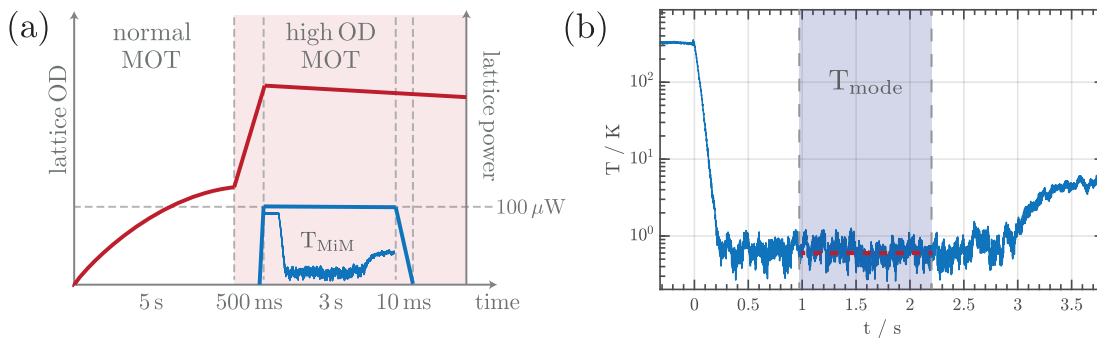 (a)
normal
MOT
high OD
MOT
lattice OD
lattice power
100 μW
T_MiM
5 s
500 ms
3 s
10 ms
time
(b)
T / K
10^2
10^1
10^0
T_mode
0
0.5
1
1.5
2
2.5
3
3.5
t / s